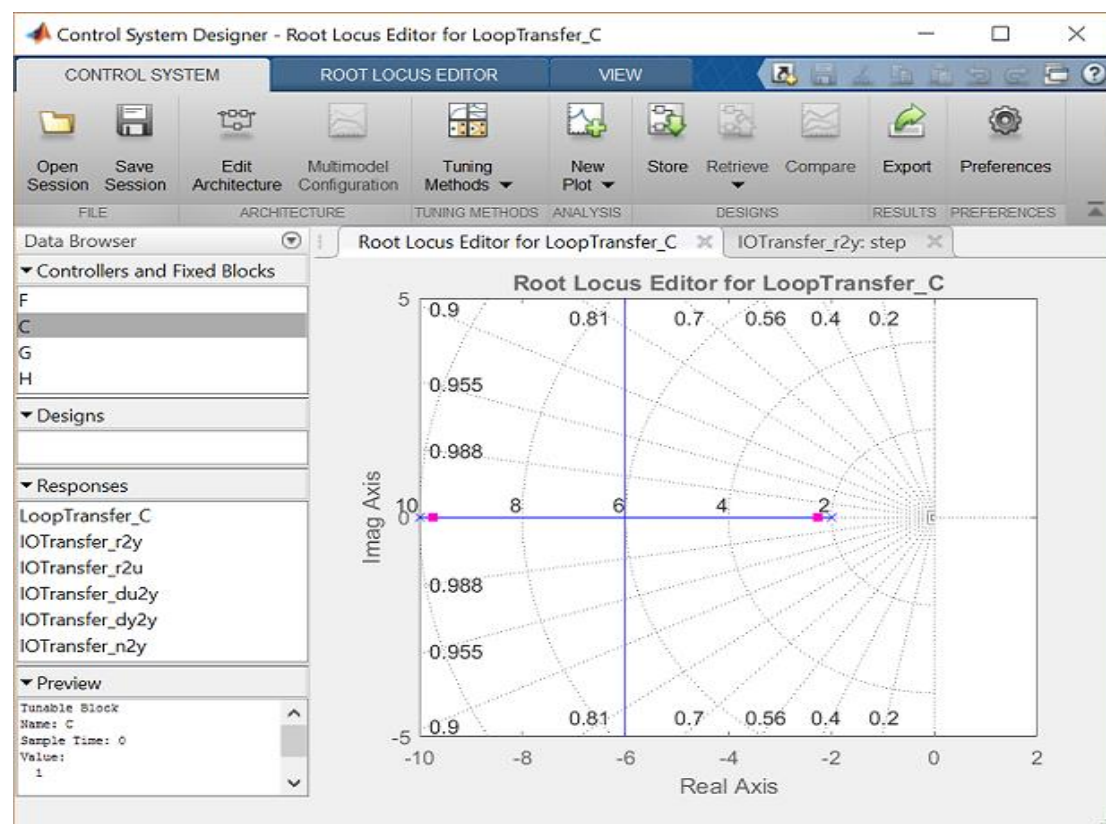 Control System Designer - Root Locus Editor for LoopTransfer_C
CONTROL SYSTEM ROOT LOCUS EDITOR VIEW
?
Open Session
Save Session
Edit Architecture
Multimodel Configuration
Tuning Methods
New Plot
Store
Retrieve
Compare
Export
Preferences
FILE ARCHITECTURE TUNING METHODS ANALYSIS DESIGNS RESULTS PREFERENCES
Data Browser
Controllers and Fixed Blocks
F
C
G
H
Designs
Responses
LoopTransfer_C
IOTransfer_r2y
IOTransfer_r2u
IOTransfer_du2y
IOTransfer_dy2y
IOTransfer_n2y
Preview
Tunable Block
Name: C
Sample Time: 0
Value:
1
Root Locus Editor for LoopTransfer_C IOTransfer_r2y: step
Root Locus Editor for LoopTransfer_C
5
0.9 0.81 0.7 0.56 0.4 0.2
0.955
0.988
10 8 6 4 2
0
0.988
0.955
0.9 0.81 0.7 0.56 0.4 0.2
-5
-10 -8 -6 -4 -2 0 2
Imag Axis
Real Axis